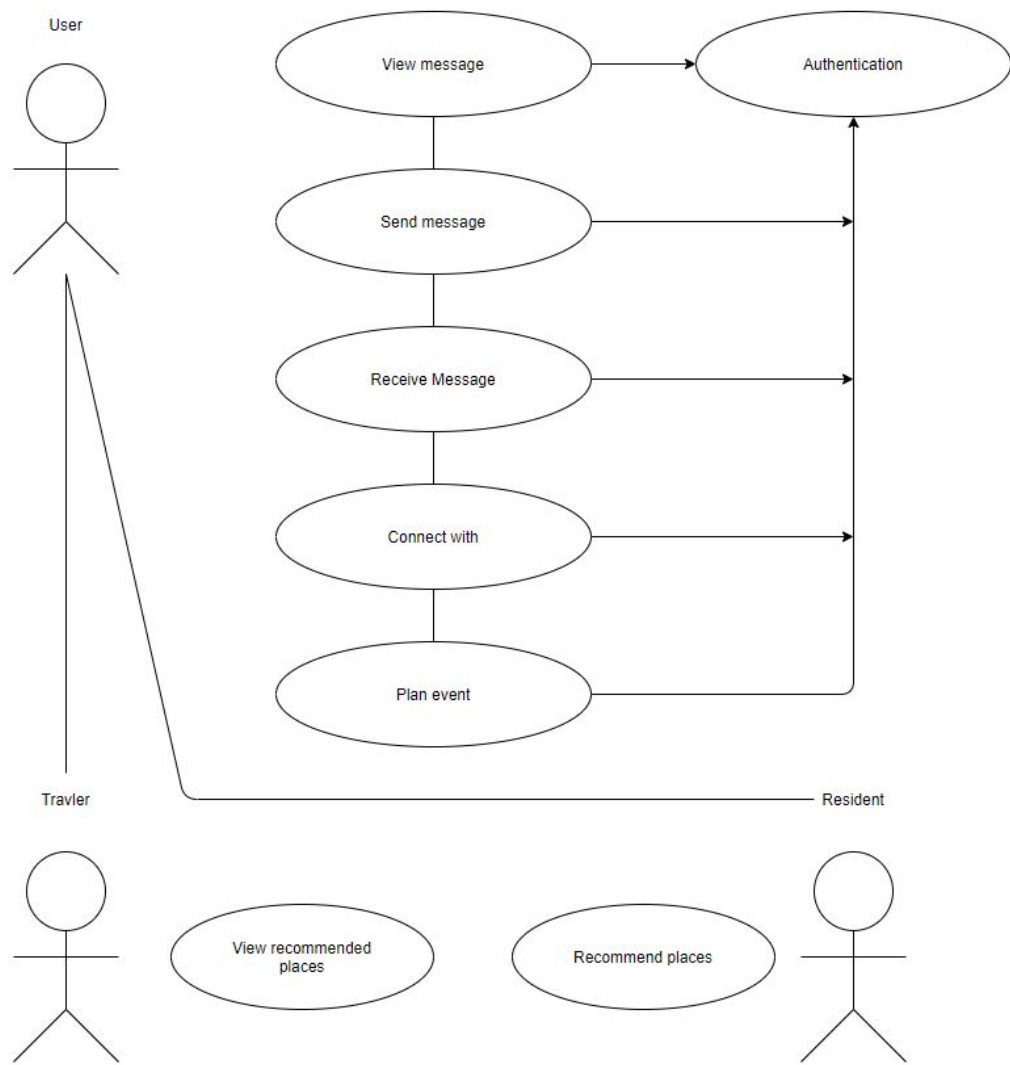 User
View message
Authentication
Send message
Receive Message
Connect with
Plan event
Travler
Resident
View recommended
places
Recommend places